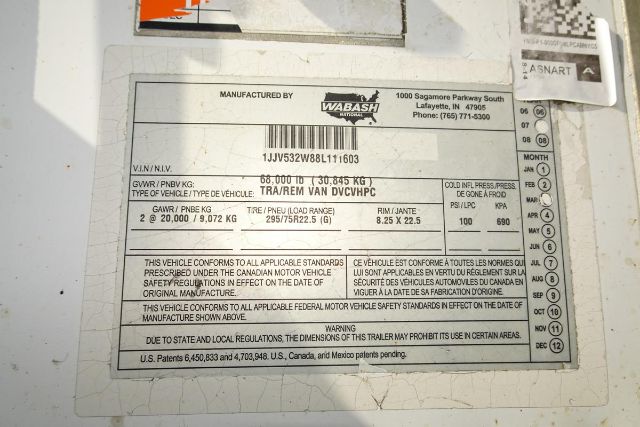 ASNART A
8-14
MANUFACTURED BY
WABASH
NATIONAL
1000 Sagamore Parkway South
Lafayette, IN 47905
Phone: (765) 771-5300
1JJV532W88L111603
V.I.N/N.I.V.
GVWR / PNBV KG: 68,000 lb (30,845 KG)
TYPE OF VEHICLE / TYPE DE VÉHICULE: TRA/REM VAN DVCVHPC
COLD INFL.PRESS./PRESS.
DE GONE À FROID
GAWR / PNBE KG TIRE / PNEU (LOAD RANGE) RIM / JANTE PSI/LPC KPA
2 @ 20,000 / 9,072 KG 295/75R22.5 (G) 8.25 X 22.5 100 690
THIS VEHICLE CONFORMS TO ALL APPLICABLE STANDARDS
PRESCRIBED UNDER THE CANADIAN MOTOR VEHICLE
SAFETY REGULATIONS IN EFFECT ON THE DATE OF
ORIGINAL MANUFACTURE.
CE VÉHICULE EST CONFORME À TOUTES LES NORMES QUI
LUI SONT APPLICABLES EN VERTU DU RÉGLEMENT SUR LA
SÉCURITÉ DES VÉHICULES AUTOMOBILES DU CANADA EN
VIGUER À LA DATE DE SA FABRICATION D'ORIGINE.
THIS VEHICLE CONFORMS TO ALL APPLICABLE FEDERAL MOTOR VEHICLE SAFETY STANDARDS IN EFFECT ON THE DATE OF
MANUFACTURE SHOWN ABOVE.
WARNING
DUE TO STATE AND LOCAL REGULATIONS, THE DIMENSIONS OF THIS TRAILER MAY PROHIBIT ITS USE IN CERTAIN AREAS.
U.S. Patents 6,450,833 and 4,703,948. U.S., Canada, and Mexico patents pending.
06 06
07
08 08
MONTH
JAN 1
FEB 2
MAR
APR 4
MAY 5
JUN 6
JUL 7
AUG 8
SEP 9
OCT 10
NOV 11
DEC 12